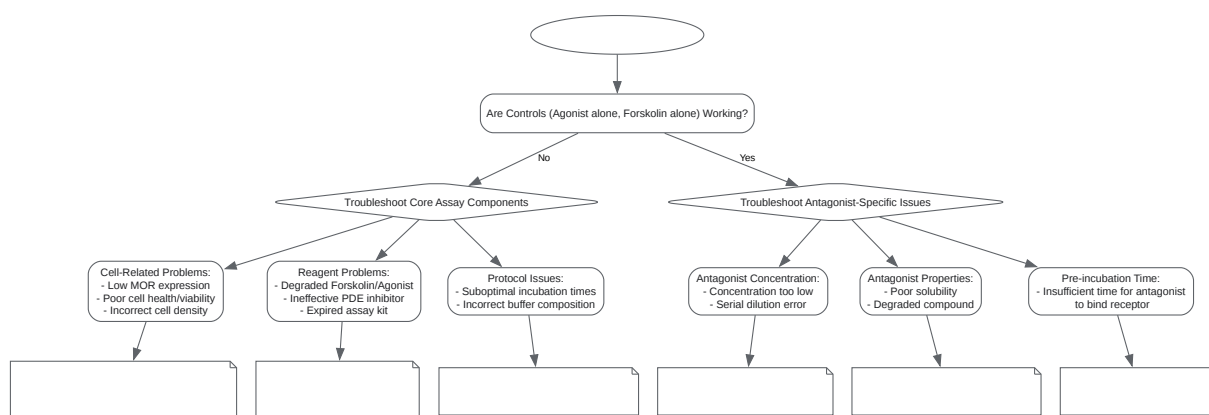 Are Controls (Agonist alone, Forskolin alone) Working?
No
Yes
Troubleshoot Core Assay Components
Troubleshoot Antagonist-Specific Issues
Cell-Related Problems:
- Low MOR expression
- Poor cell health/viability
- Incorrect cell density
Reagent Problems:
- Degraded Forskolin/Agonist
- Ineffective PDE inhibitor
- Expired assay kit
Protocol Issues:
- Suboptimal incubation times
- Incorrect buffer composition
Antagonist Concentration:
- Concentration too low
- Serial dilution error
Antagonist Properties:
- Poor solubility
- Degraded compound
Pre-incubation Time:
- Insufficient time for antagonist
to bind receptor